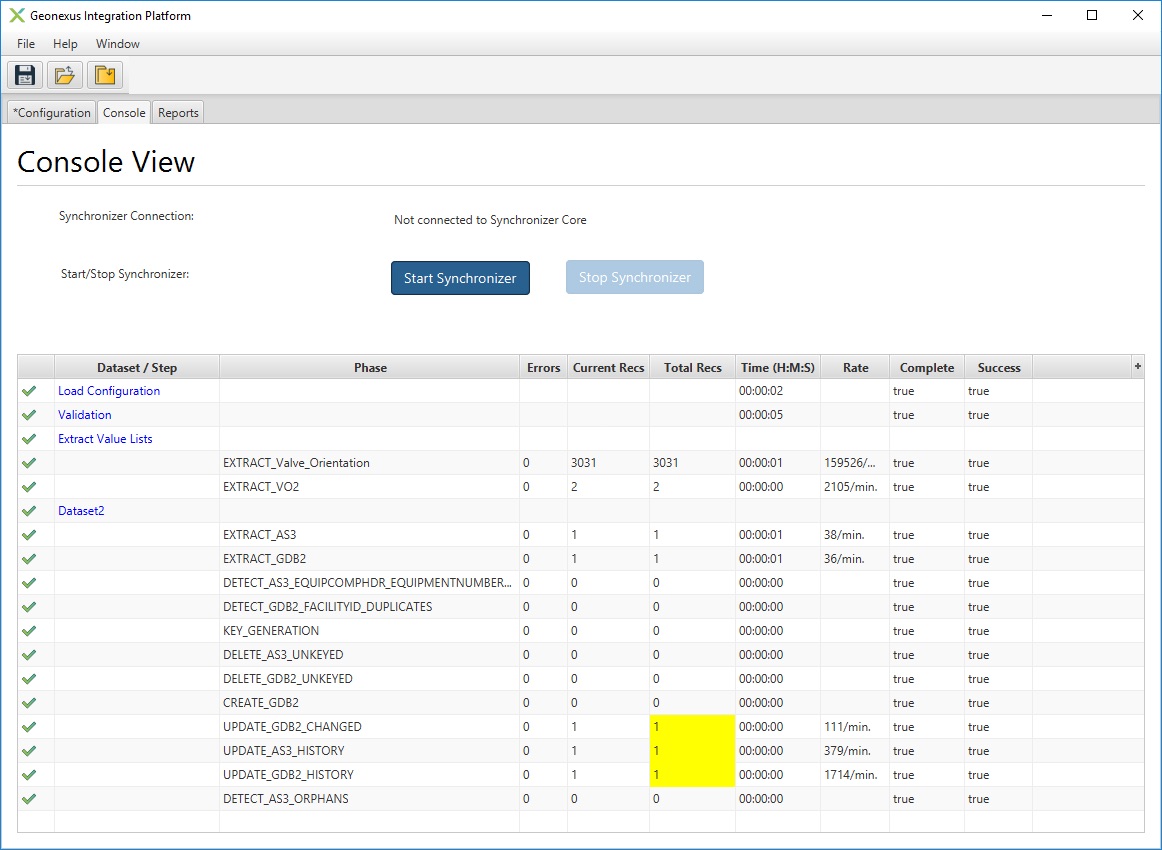 Geonexus Integration Platform
File Help Window
*Configuration Console Reports
Console View
Synchronizer Connection: Not connected to Synchronizer Core
Start/Stop Synchronizer: Start Synchronizer Stop Synchronizer
Dataset / Step Phase Errors Current Recs Total Recs Time (H:M:S) Rate Complete Success +
Load Configuration 00:00:02 true true
Validation 00:00:05 true true
Extract Value Lists
EXTRACT_Valve_Orientation 0 3031 3031 00:00:01 159526/... true true
EXTRACT_VO2 0 2 2 00:00:00 2105/min. true true
Dataset2
EXTRACT_AS3 0 1 1 00:00:01 38/min. true true
EXTRACT_GDB2 0 1 1 00:00:01 36/min. true true
DETECT_AS3_EQUIPCOMPHDR_EQUIPMENTNUMBER... 0 0 0 00:00:00 true true
DETECT_GDB2_FACILITYID_DUPLICATES 0 0 0 00:00:00 true true
KEY_GENERATION 0 0 0 00:00:00 true true
DELETE_AS3_UNKEYED 0 0 0 00:00:00 true true
DELETE_GDB2_UNKEYED 0 0 0 00:00:00 true true
CREATE_GDB2 0 0 0 00:00:00 true true
UPDATE_GDB2_CHANGED 0 1 1 00:00:00 111/min. true true
UPDATE_AS3_HISTORY 0 1 1 00:00:00 379/min. true true
UPDATE_GDB2_HISTORY 0 1 1 00:00:00 1714/min. true true
DETECT_AS3_ORPHANS 0 0 0 00:00:00 true true